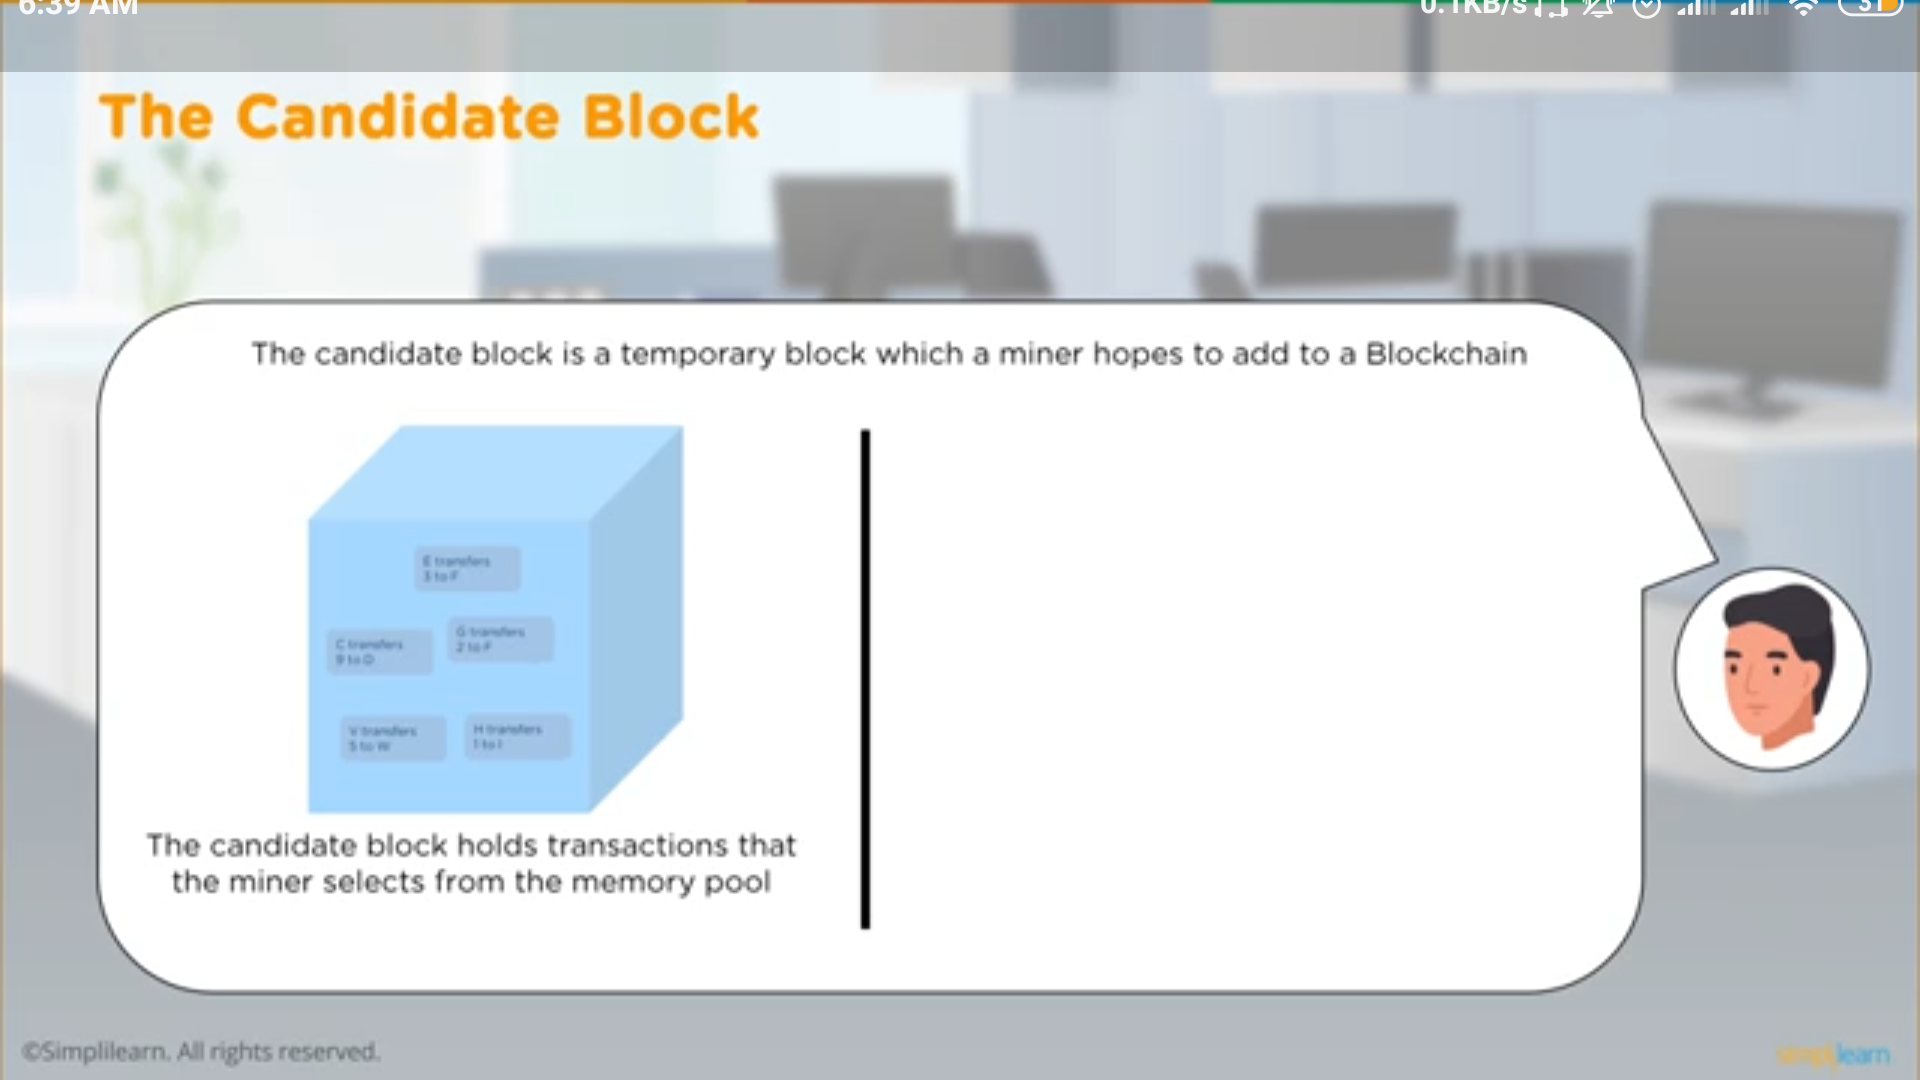 6:39 AM
0.1KB/s
31
The Candidate Block
The candidate block is a temporary block which a miner hopes to add to a Blockchain
E transfers
3 to F
G transfers
2 to F
C transfers
9 to D
V transfers
5 to W
H transfers
1 to I
The candidate block holds transactions that
the miner selects from the memory pool
©Simplilearn. All rights reserved.
simplilearn